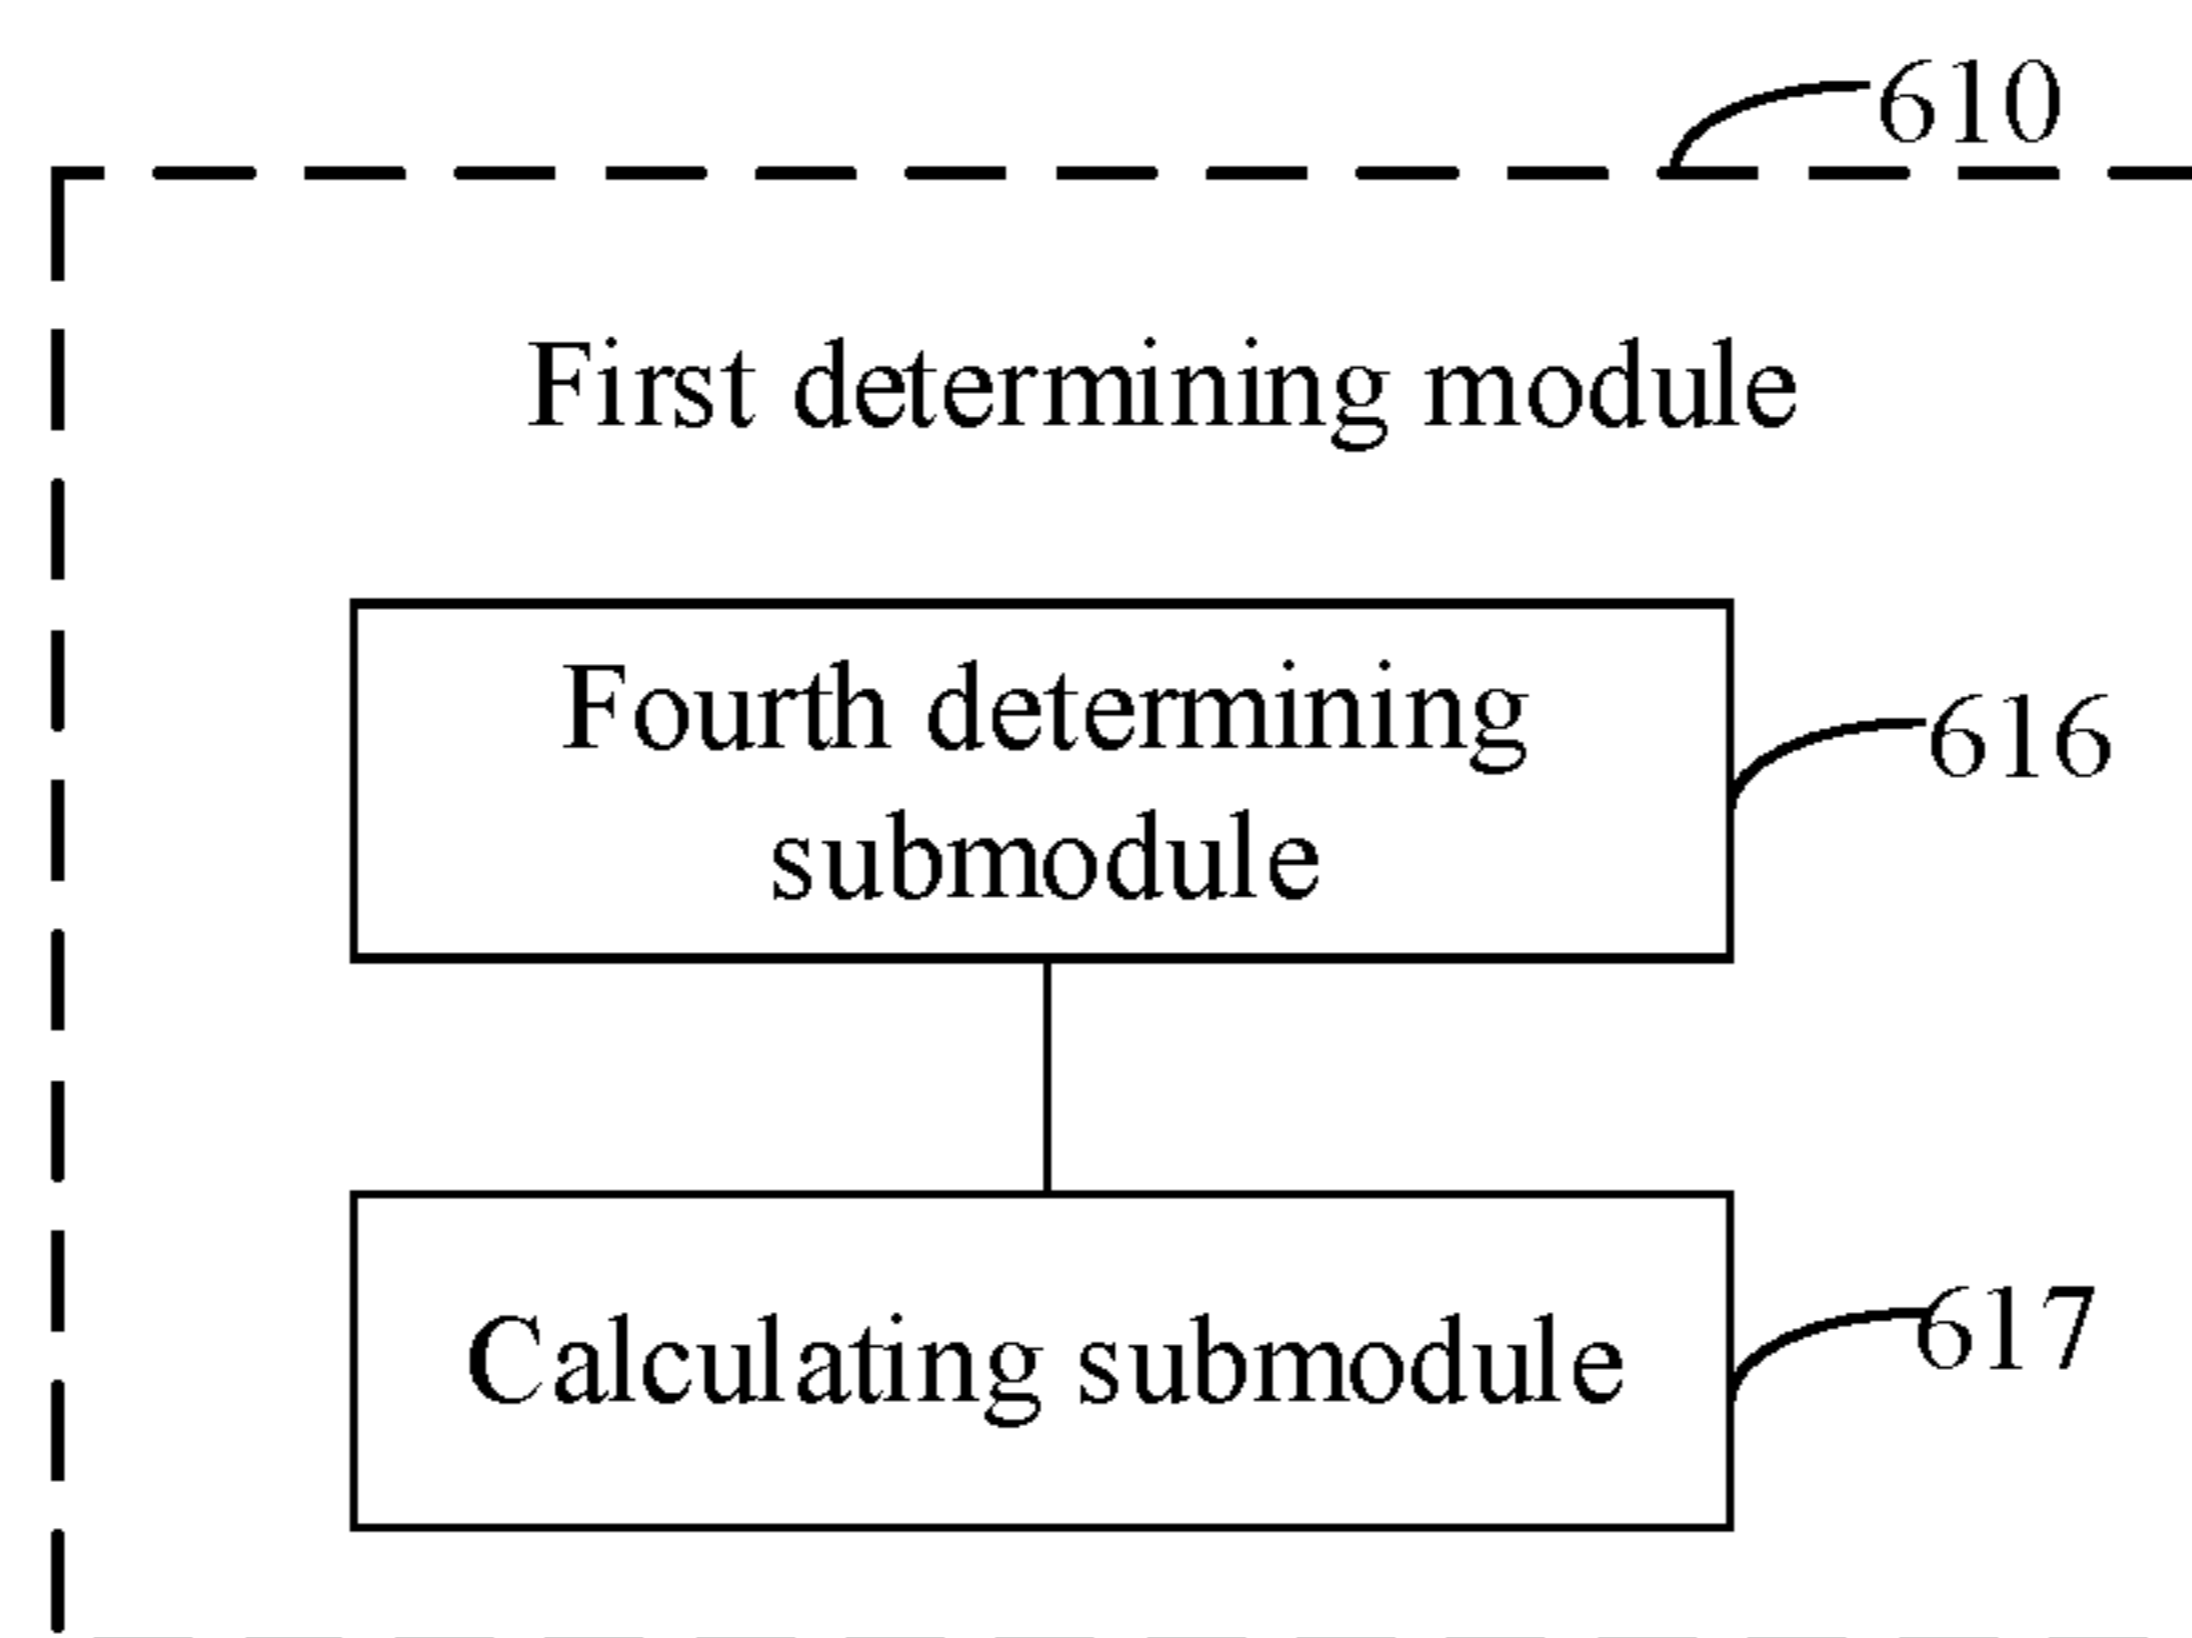 610
First determining module
Fourth determining
submodule
616
Calculating submodule
617